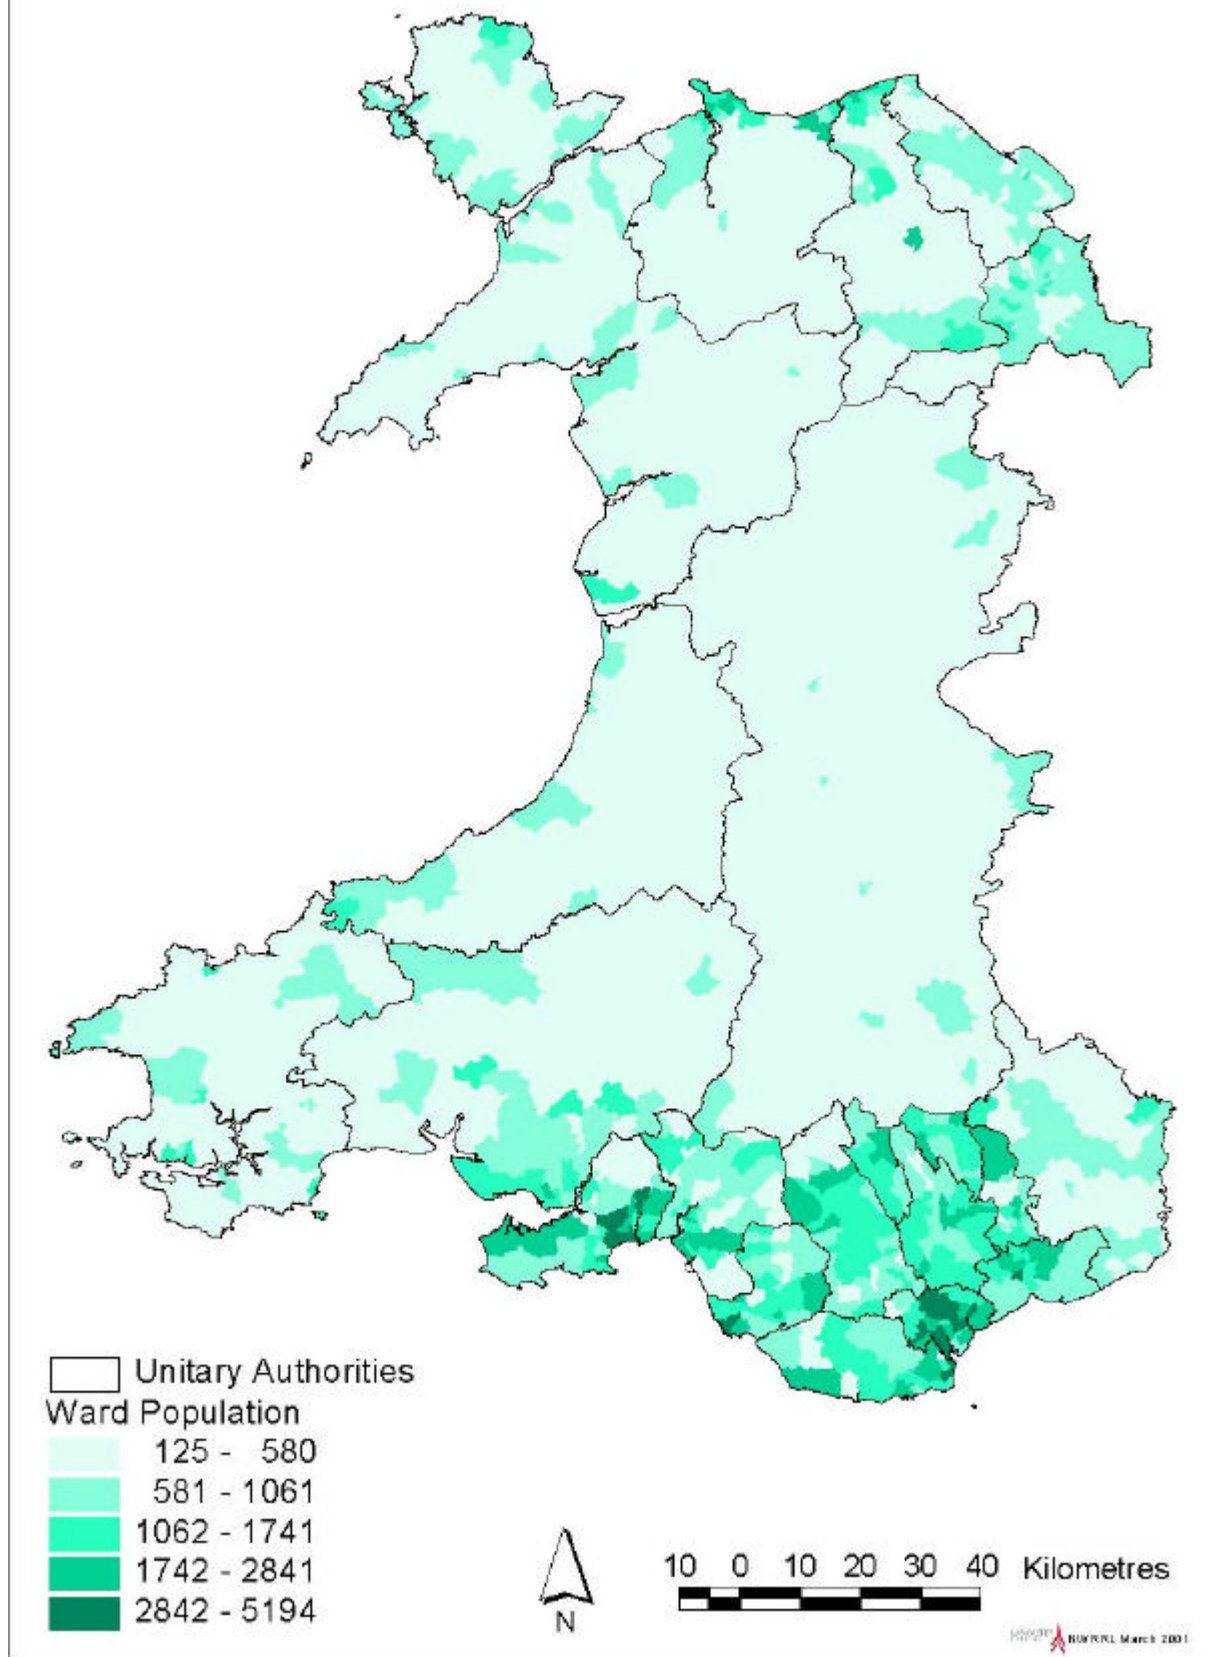 Unitary Authorities
Ward Population
125 - 580
581 - 1061
1062 - 1741
1742 - 2841
2842 - 5194
N
10 0 10 20 30 40 Kilometres
NWRRL March 2001